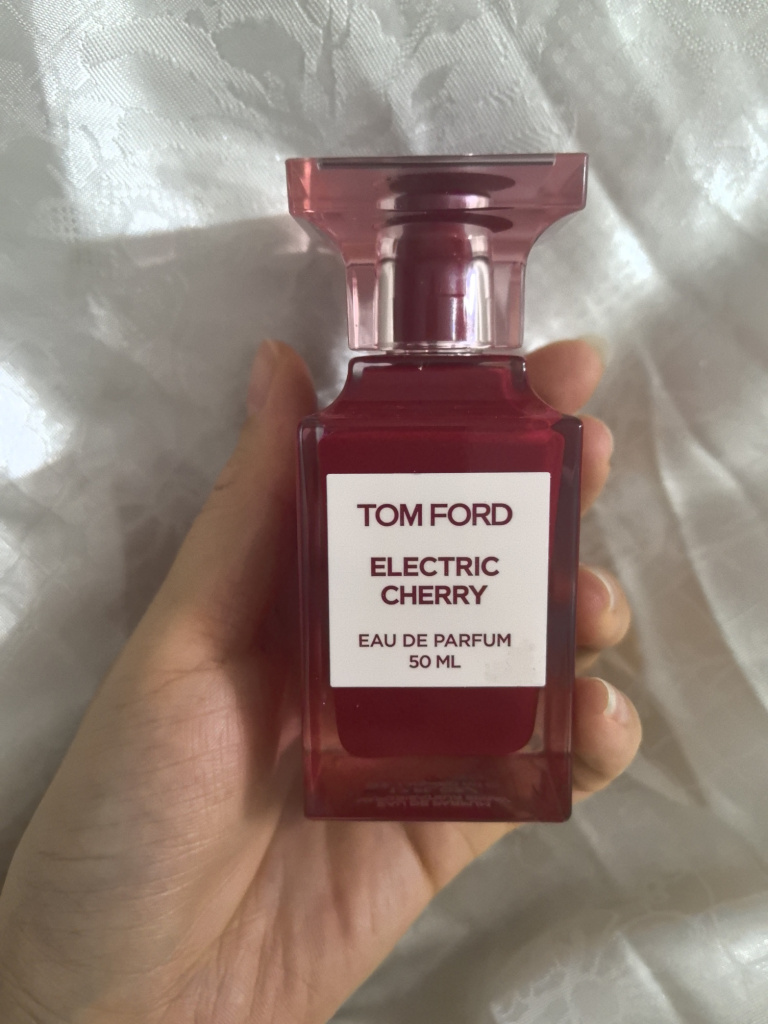 TOM FORD
ELECTRIC
CHERRY
EAU DE PARFUM
50 ML